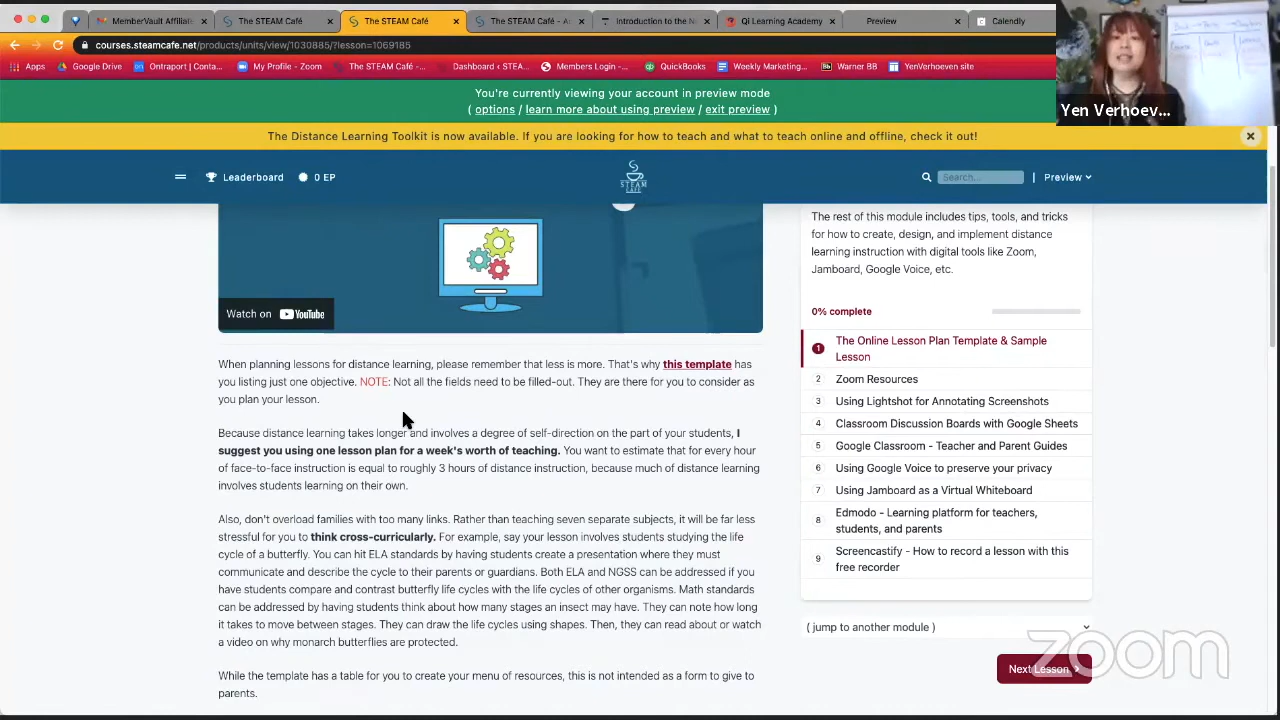 MemberVault Affiliate
The STEAM Café
The STEAM Café
The STEAM Café - A
Introduction to the N
Qi Learning Academy
Preview
Calendly
courses.steamcafe.net/products/units/view/1030885/?lesson=1069185
Apps
Google Drive
Ontraport | Conta...
My Profile - Zoom
The STEAM Café -...
Dashboard ‹ STEA...
Members Login -...
QuickBooks
Weekly Marketing...
Warner BB
YenVerhoeven site
Yen Verhoev...
You're currently viewing your account in preview mode
( options / learn more about using preview / exit preview )
The Distance Learning Toolkit is now available. If you are looking for how to teach and what to teach online and offline, check it out!
Leaderboard
0 EP
STEAM
CAFE
Search...
| Preview
Watch on YouTube
When planning lessons for distance learning, please remember that less is more. That's why this template has
you listing just one objective. NOTE: Not all the fields need to be filled-out. They are there for you to consider as
you plan your lesson.
Because distance learning takes longer and involves a degree of self-direction on the part of your students, I
suggest you using one lesson plan for a week's worth of teaching. You want to estimate that for every hour
of face-to-face instruction is equal to roughly 3 hours of distance instruction, because much of distance learning
involves students learning on their own.
Also, don't overload families with too many links. Rather than teaching seven separate subjects, it will be far less
stressful for you to think cross-curricularly. For example, say your lesson involves students studying the life
cycle of a butterfly. You can hit ELA standards by having students create a presentation where they must
communicate and describe the cycle to their parents or guardians. Both ELA and NGSS can be addressed if you
have students compare and contrast butterfly life cycles with the life cycles of other organisms. Math standards
can be addressed by having students think about how many stages an insect may have. They can note how long
it takes to move between stages. They can draw the life cycles using shapes. Then, they can read about or watch
a video on why monarch butterflies are protected.
While the template has a table for you to create your menu of resources, this is not intended as a form to give to
parents.
The rest of this module includes tips, tools, and tricks
for how to create, design, and implement distance
learning instruction with digital tools like Zoom,
Jamboard, Google Voice, etc.
0% complete
1 The Online Lesson Plan Template & Sample
Lesson
2 Zoom Resources
3 Using Lightshot for Annotating Screenshots
4 Classroom Discussion Boards with Google Sheets
5 Google Classroom - Teacher and Parent Guides
6 Using Google Voice to preserve your privacy
7 Using Jamboard as a Virtual Whiteboard
8 Edmodo - Learning platform for teachers,
students, and parents
9 Screencastify - How to record a lesson with this
free recorder
( jump to another module )
Next Lesson
zoom